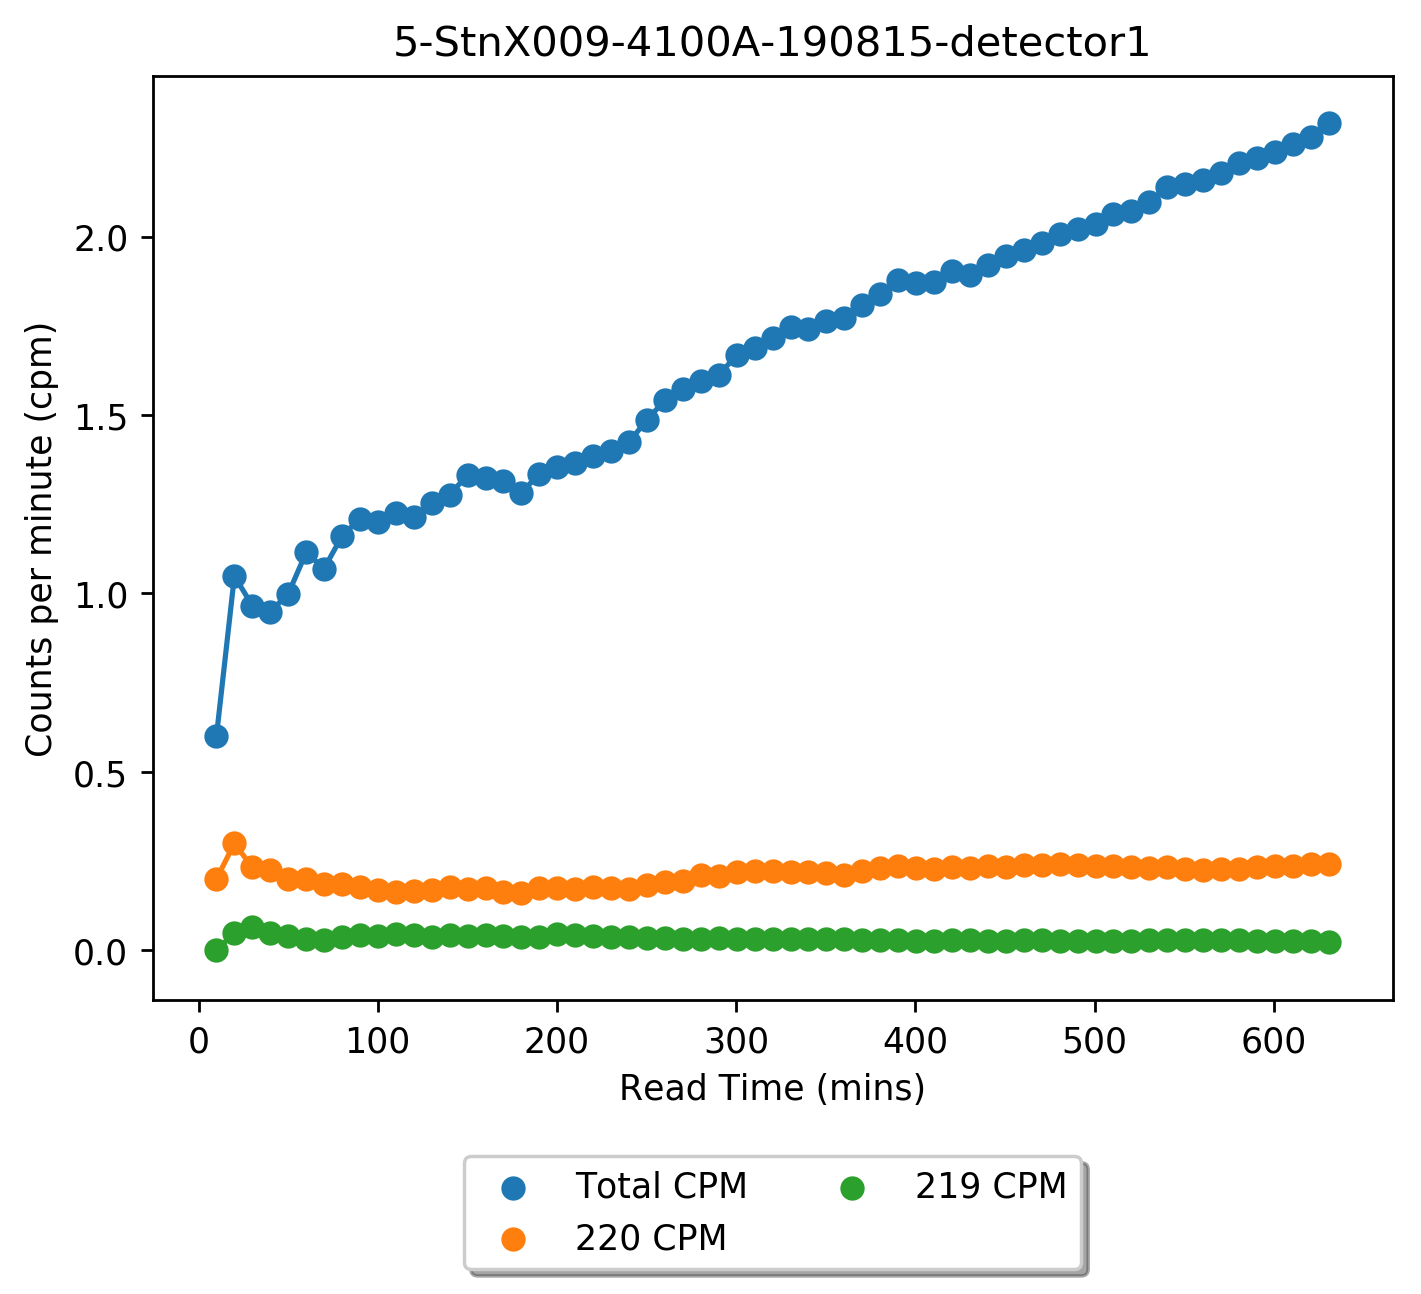 5-StnX009-4100A-190815-detector1
Counts per minute (cpm)
2.0
1.5
1.0
0.5
0.0
0 100 200 300 400 500 600
Read Time (mins)
Total CPM
220 CPM
219 CPM